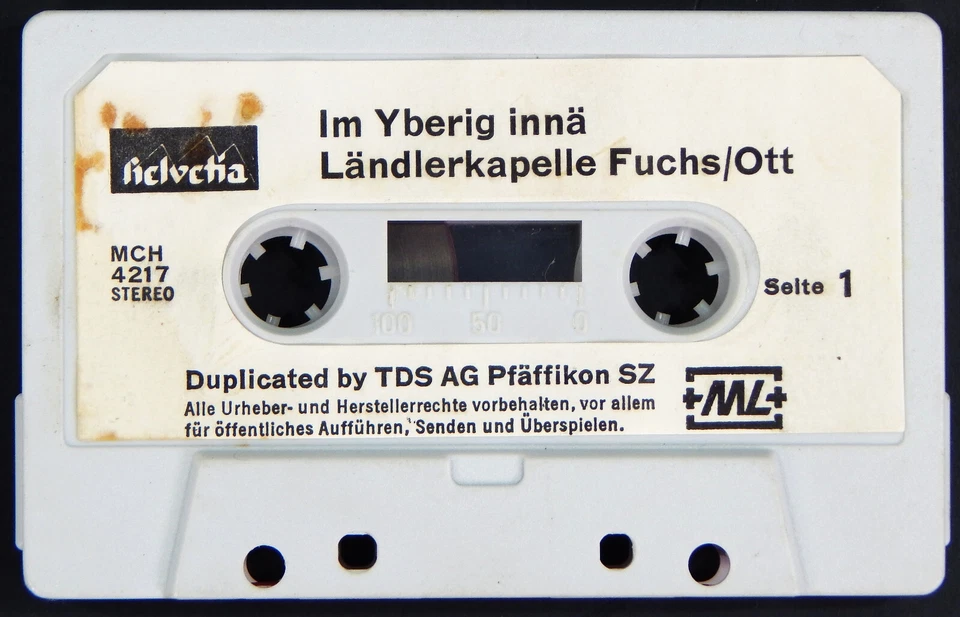 Im Yberig innä
Ländlerkapelle Fuchs/Ott
helvetia
MCH
4217
STEREO
Seite 1
100 50 0
Duplicated by TDS AG Pfäffikon SZ
Alle Urheber- und Herstellerrechte vorbehalten, vor allem
für öffentliches Aufführen, Senden und Überspielen.
ML